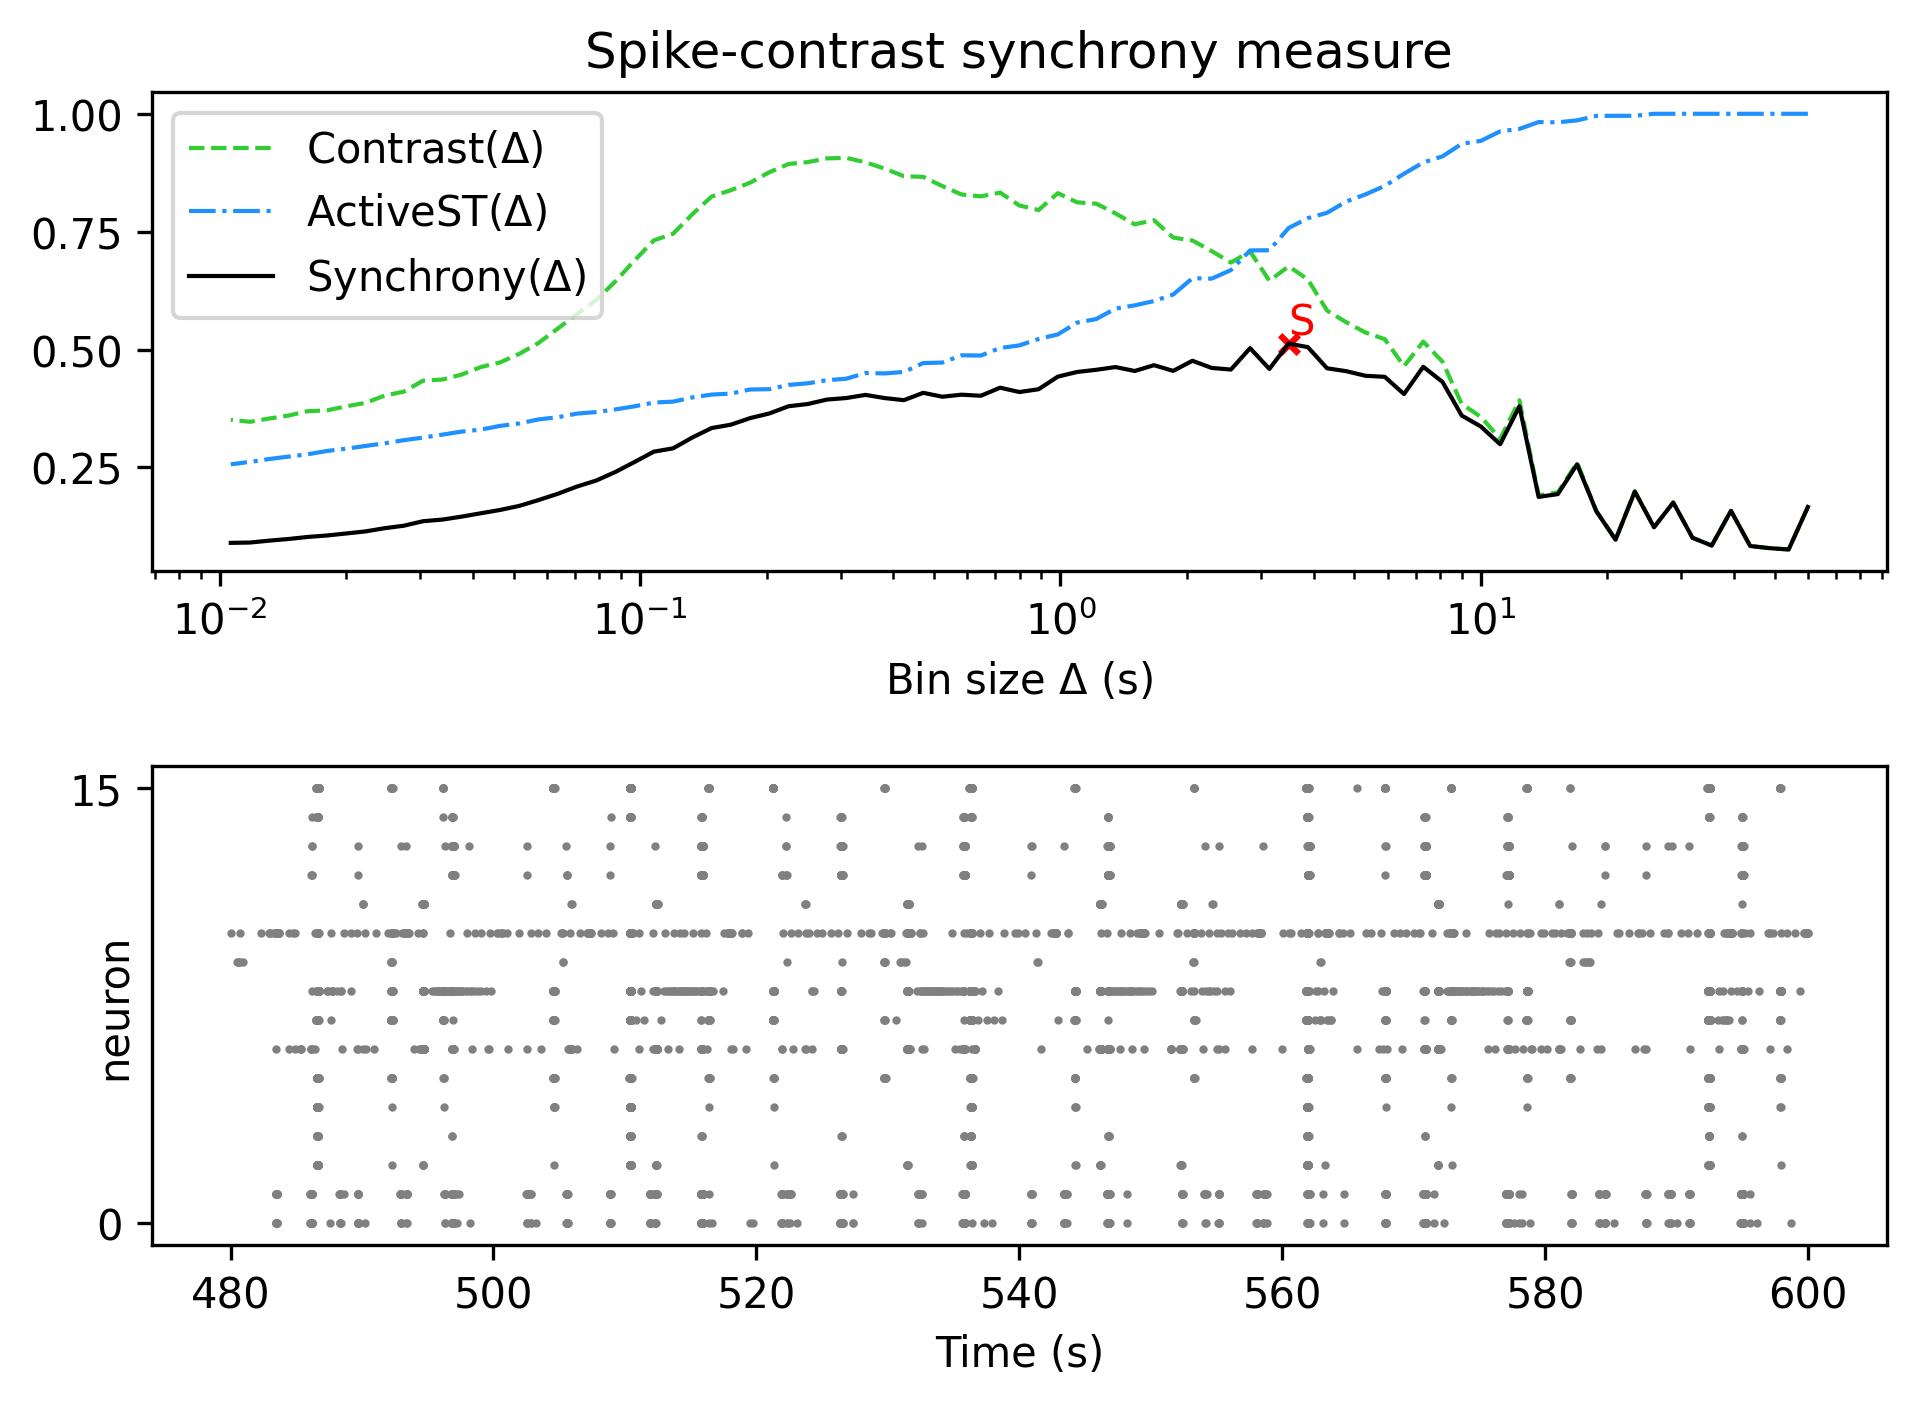 Spike-contrast synchrony measure
1.00
0.75
0.50
0.25
Contrast(Δ)
ActiveST(Δ)
Synchrony(Δ)
S
10⁻² 10⁻¹ 10⁰ 10¹
Bin size Δ (s)
15
0
neuron
480 500 520 540 560 580 600
Time (s)